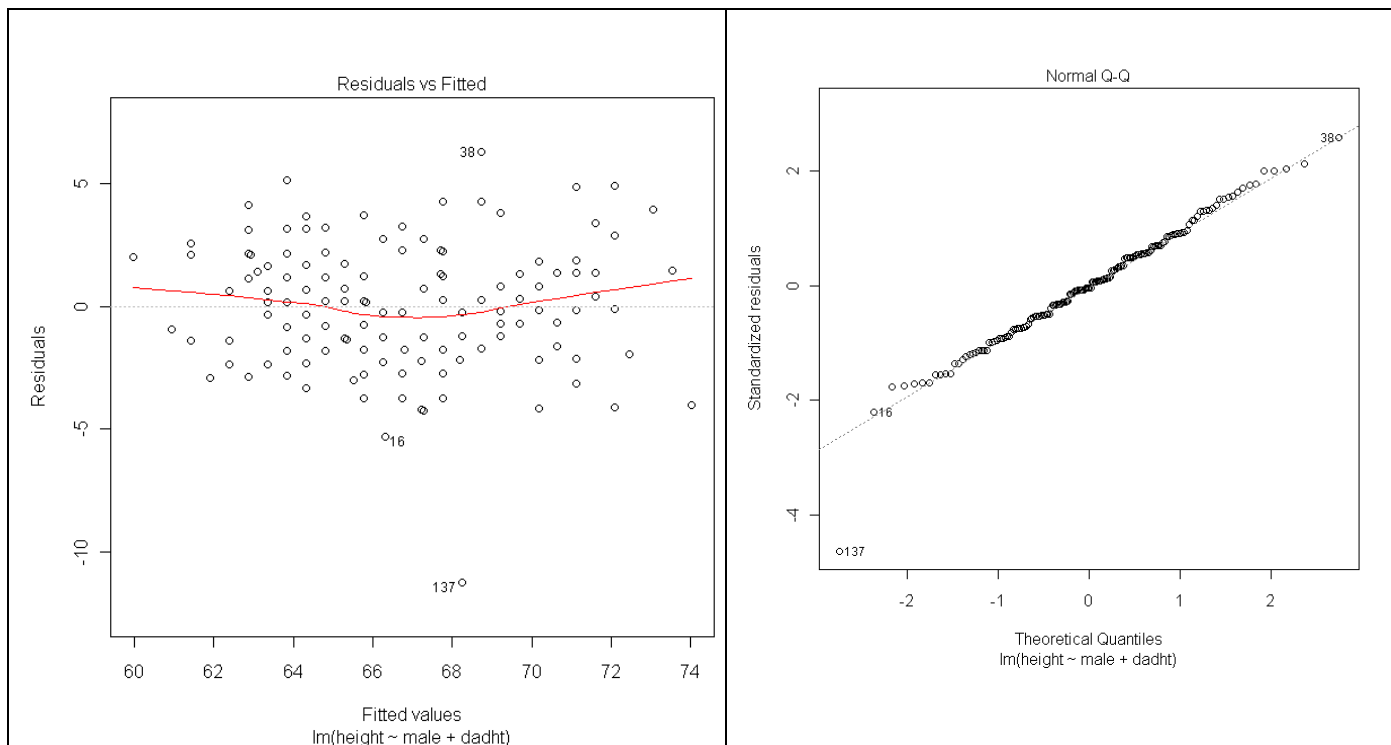 Residuals vs Fitted
Residuals
5
0
-5
-10
38
16
137
60 62 64 66 68 70 72 74
Fitted values
lm(height ~ male + dadht)
Normal Q-Q
Standardized residuals
2
0
-2
-4
38
16
137
-2 -1 0 1 2
Theoretical Quantiles
lm(height ~ male + dadht)